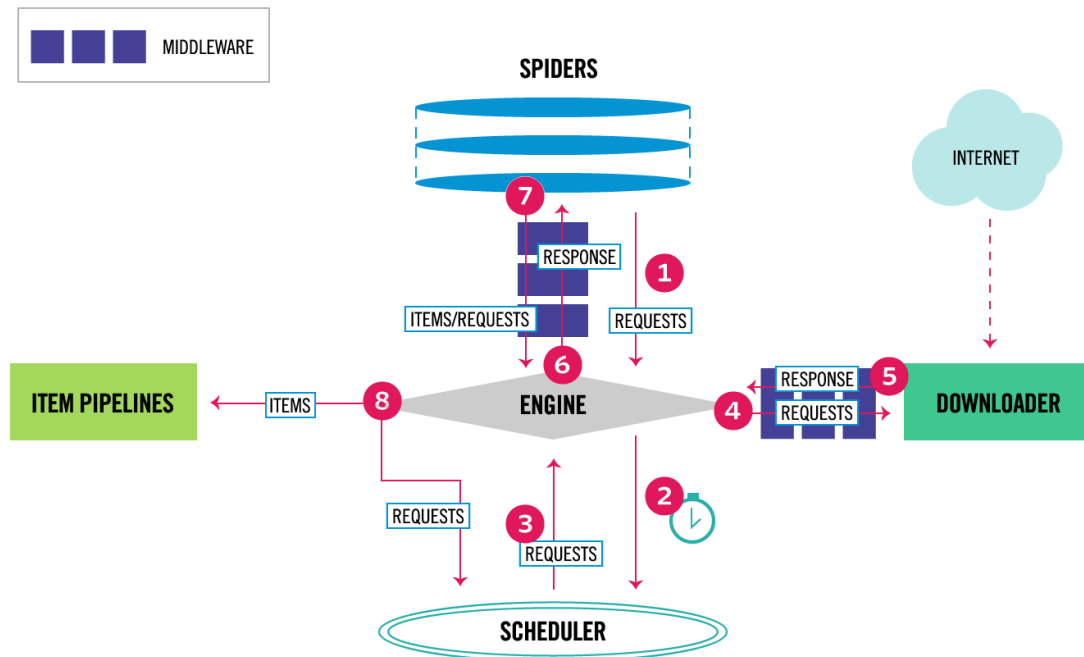 MIDDLEWARE
SPIDERS
INTERNET
7
RESPONSE
1
ITEMS/REQUESTS
REQUESTS
6
ITEM PIPELINES
ITEMS
8
ENGINE
4
RESPONSE
5
REQUESTS
DOWNLOADER
REQUESTS
3
REQUESTS
2
SCHEDULER